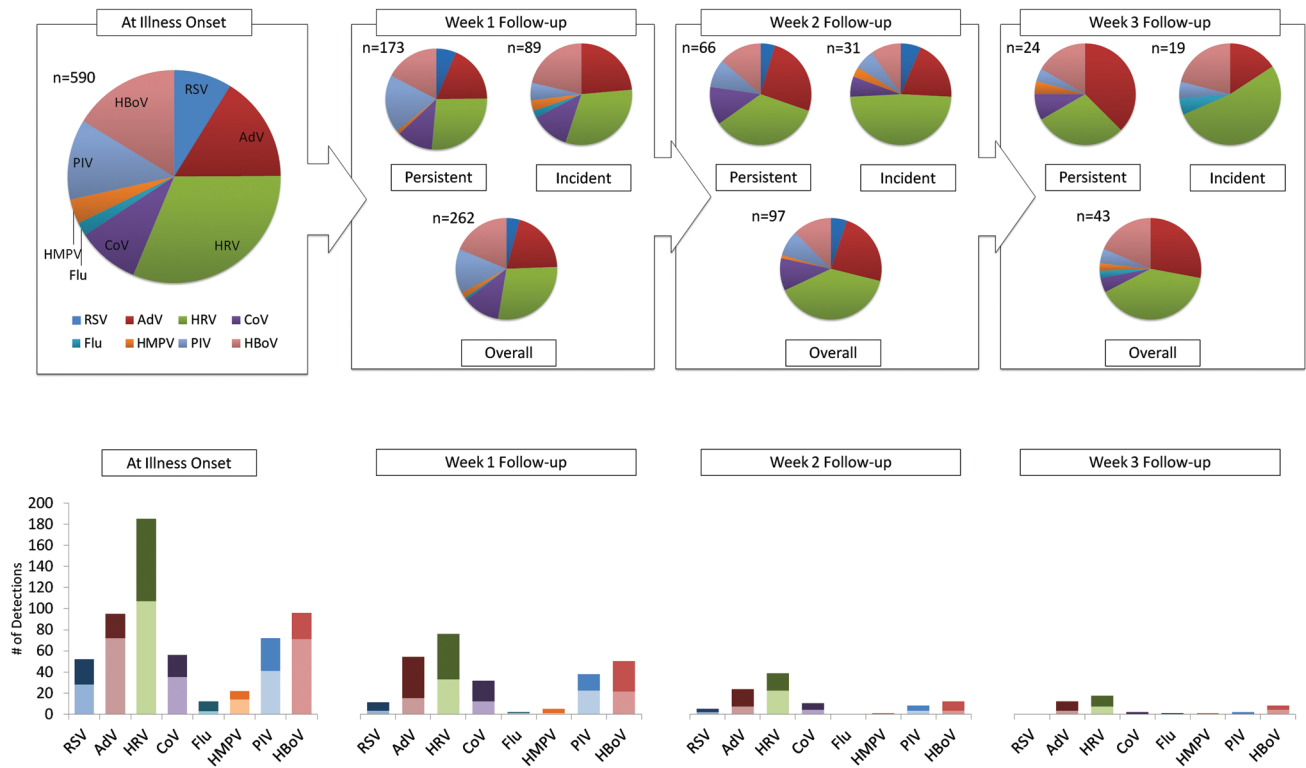 At Illness Onset
Week 1 Follow-up
Week 2 Follow-up
Week 3 Follow-up
n=590
RSV
AdV
HRV
CoV
Flu
HMPV
PIV
HBoV
RSV AdV HRV CoV
Flu HMPV PIV HBoV
n=173
n=89
Persistent
Incident
n=262
Overall
n=66
n=31
Persistent
Incident
n=97
Overall
n=24
n=19
Persistent
Incident
n=43
Overall
At Illness Onset
Week 1 Follow-up
Week 2 Follow-up
Week 3 Follow-up
# of Detections
200
180
160
140
120
100
80
60
40
20
0
RSV AdV HRV CoV Flu HMPV PIV HBoV
RSV AdV HRV CoV Flu HMPV PIV HBoV
RSV AdV HRV CoV Flu HMPV PIV HBoV
RSV AdV HRV CoV Flu HMPV PIV HBoV